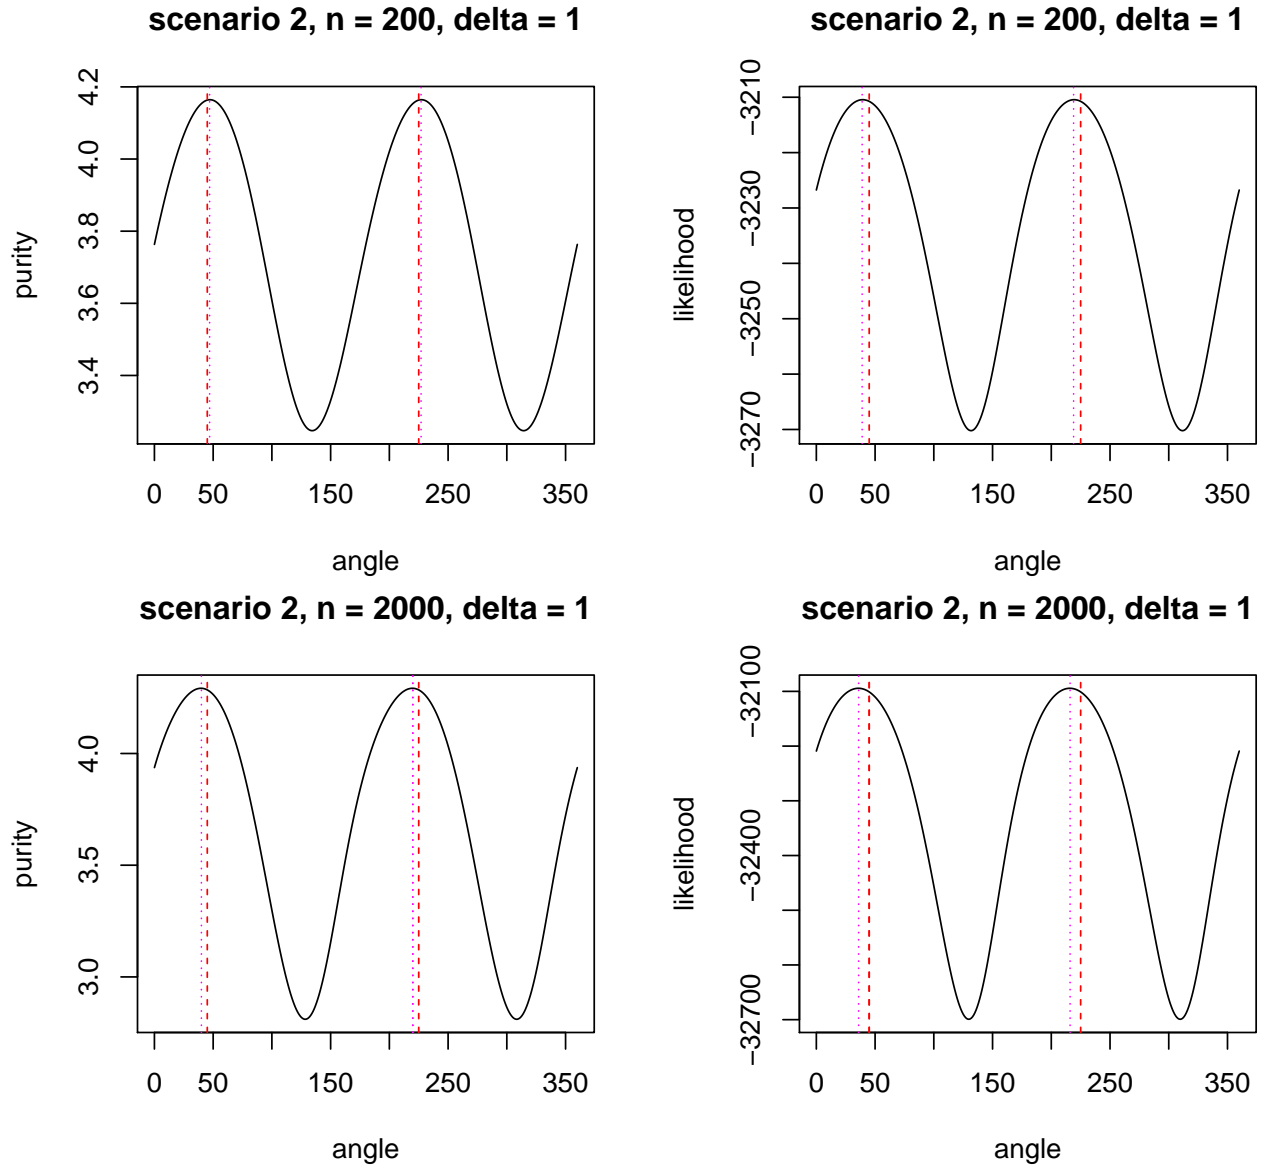 scenario 2, n = 200, delta = 1
purity
3.4 3.6 3.8 4.0 4.2
0 50 150 250 350
angle
scenario 2, n = 200, delta = 1
likelihood
−3270 −3250 −3230 −3210
0 50 150 250 350
angle
scenario 2, n = 2000, delta = 1
purity
3.0 3.5 4.0
0 50 150 250 350
angle
scenario 2, n = 2000, delta = 1
likelihood
−32700 −32400 −32100
0 50 150 250 350
angle